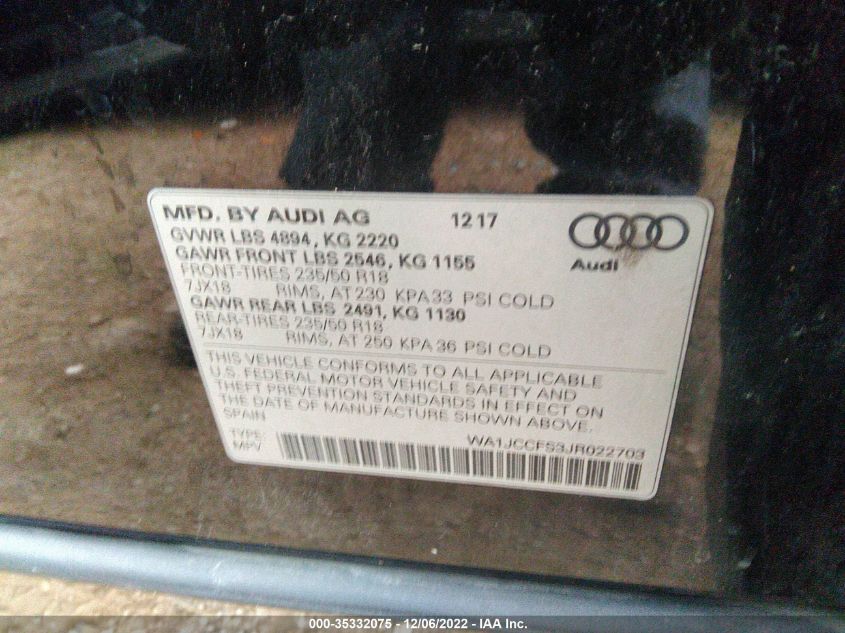 MFD. BY AUDI AG 12 17
Audi
GVWR LBS 4894, KG 2220
GAWR FRONT LBS 2546, KG 1155
FRONT-TIRES 235/50 R18
7JX18 RIMS, AT 230 KPA 33 PSI COLD
GAWR REAR LBS 2491, KG 1130
REAR-TIRES 235/50 R18
7JX18 RIMS, AT 250 KPA 36 PSI COLD
THIS VEHICLE CONFORMS TO ALL APPLICABLE
U.S. FEDERAL MOTOR VEHICLE SAFETY AND
THEFT PREVENTION STANDARDS IN EFFECT ON
THE DATE OF MANUFACTURE SHOWN ABOVE.
SPAIN
TYPE: WA1JCCFS3JR022703
MPV
000-35332075 - 12/06/2022 - IAA Inc.